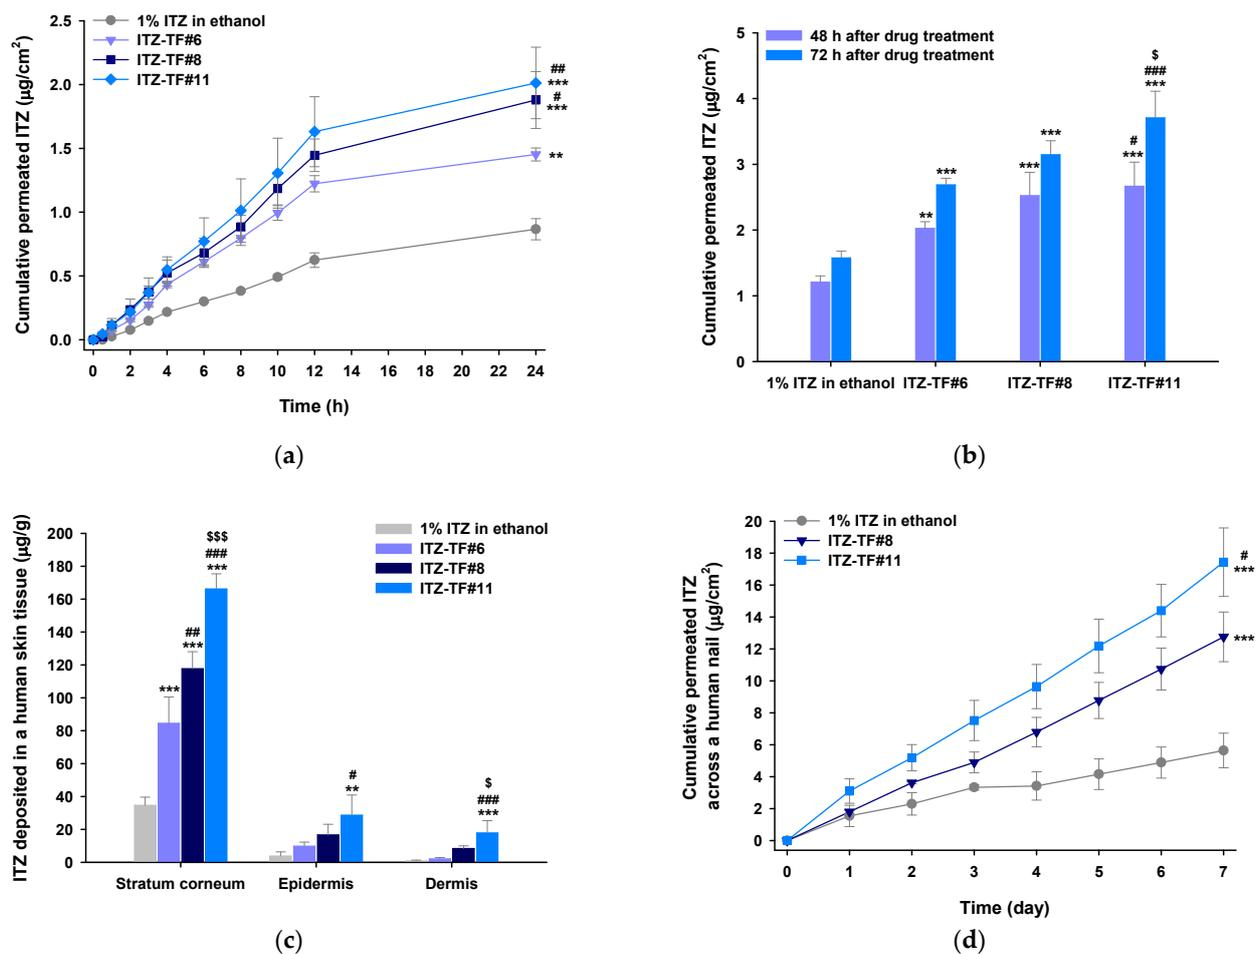 2.5
2.0
1.5
1.0
0.5
0.0
Cumulative permeated ITZ (µg/cm²)
1% ITZ in ethanol
ITZ-TF#6
ITZ-TF#8
ITZ-TF#11
##
***
#
***
**
0 2 4 6 8 10 12 14 16 18 20 22 24
Time (h)
(a)
5
4
3
2
1
0
Cumulative permeated ITZ (µg/cm²)
48 h after drug treatment
72 h after drug treatment
**
***
***
***
#
***
$
###
***
1% ITZ in ethanol ITZ-TF#6 ITZ-TF#8 ITZ-TF#11
(b)
200
180
160
140
120
100
80
60
40
20
0
ITZ deposited in a human skin tissue (µg/g)
1% ITZ in ethanol
ITZ-TF#6
ITZ-TF#8
ITZ-TF#11
***
##
***
$$$
###
***
#
**
$
###
***
Stratum corneum Epidermis Dermis
(c)
20
18
16
14
12
10
8
6
4
2
0
Cumulative permeated ITZ
across a human nail (µg/cm²)
1% ITZ in ethanol
ITZ-TF#8
ITZ-TF#11
#
***
***
0 1 2 3 4 5 6 7
Time (day)
(d)